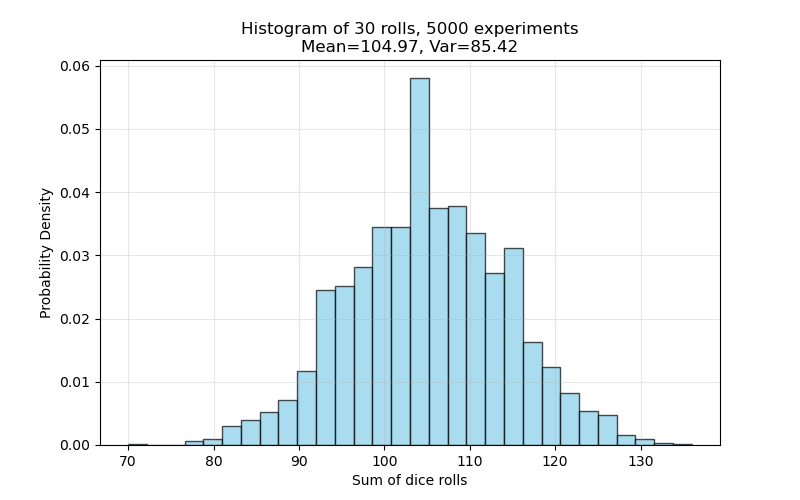 Histogram of 30 rolls, 5000 experiments
Mean=104.97, Var=85.42
Probability Density
0.06
0.05
0.04
0.03
0.02
0.01
0.00
70 80 90 100 110 120 130
Sum of dice rolls